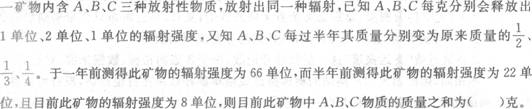 一矿物内含 A、B、C 三种放射性物质,放射出同一种辐射,已知 A、B、C 每克分别会释放出
1 单位、2 单位、1 单位的辐射强度,又知 A、B、C 每过半年其质量分别变为原来质量的 1/2、
1/3、1/4。于一年前测得此矿物的辐射强度为 66 单位,而半年前测得此矿物的辐射强度为 22 单
位,且目前此矿物的辐射强度为 8 单位,则目前此矿物中 A、B、C 物质的质量之和为( )克。